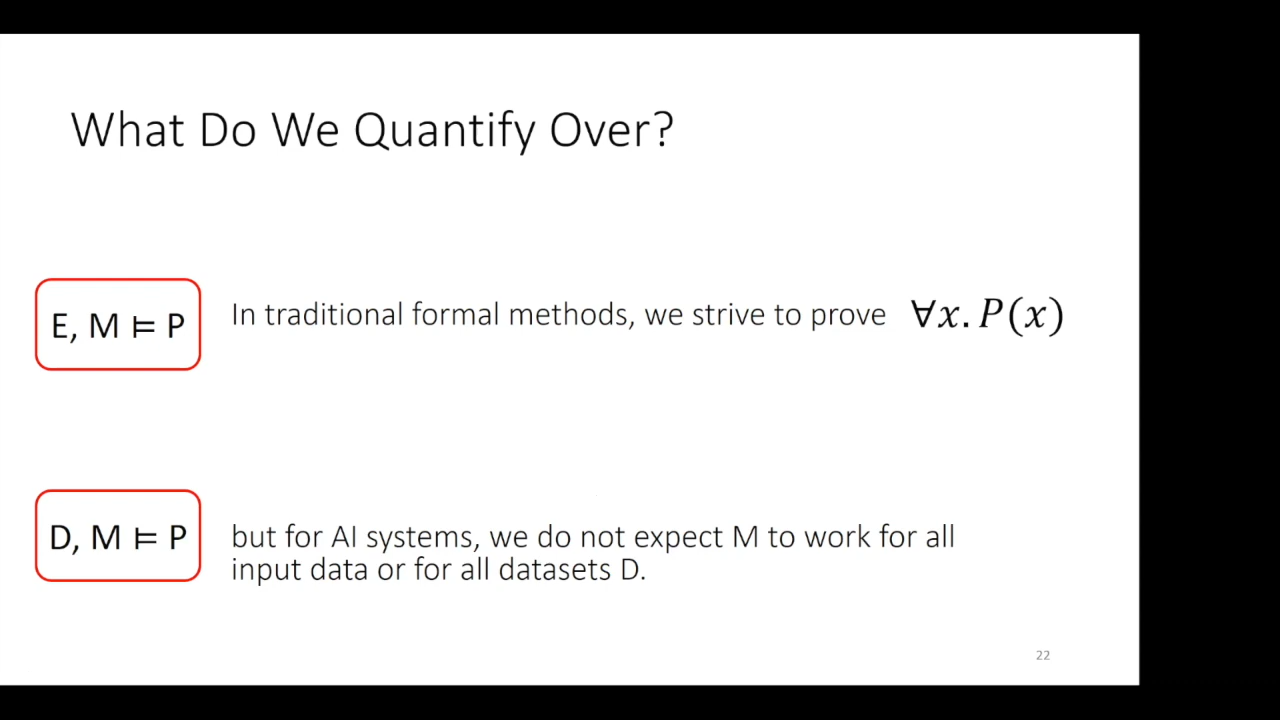 What Do We Quantify Over?
E, M ⊨ P
In traditional formal methods, we strive to prove ∀x. P(x)
D, M ⊨ P
but for AI systems, we do not expect M to work for all
input data or for all datasets D.
22